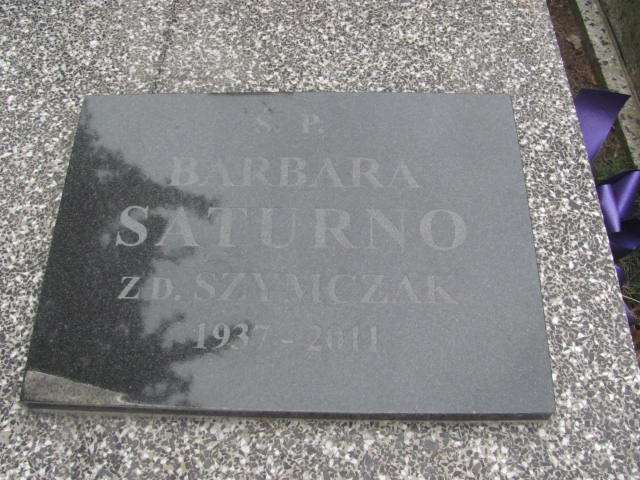 Ś. P.
BARBARA
SATURNO
ZD. SZYMCZAK
1937 - 2011